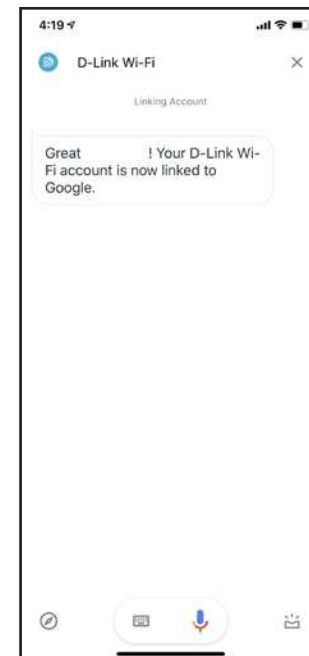 4:19
D-Link Wi-Fi
Linking Account
Great ! Your D-Link Wi-
Fi account is now linked to
Google.